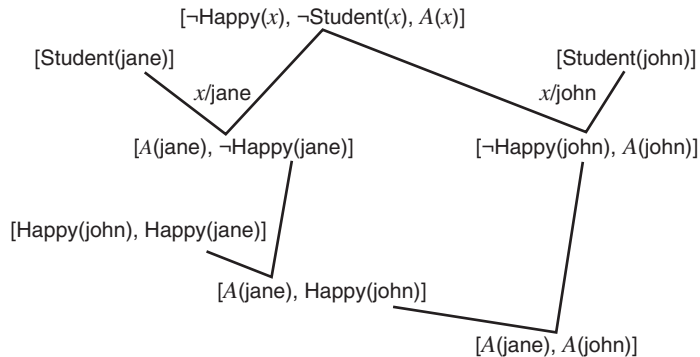 [¬Happy(x), ¬Student(x), A(x)]
[Student(jane)]
[Student(john)]
x/jane
x/john
[A(jane), ¬Happy(jane)]
[¬Happy(john), A(john)]
[Happy(john), Happy(jane)]
[A(jane), Happy(john)]
[A(jane), A(john)]